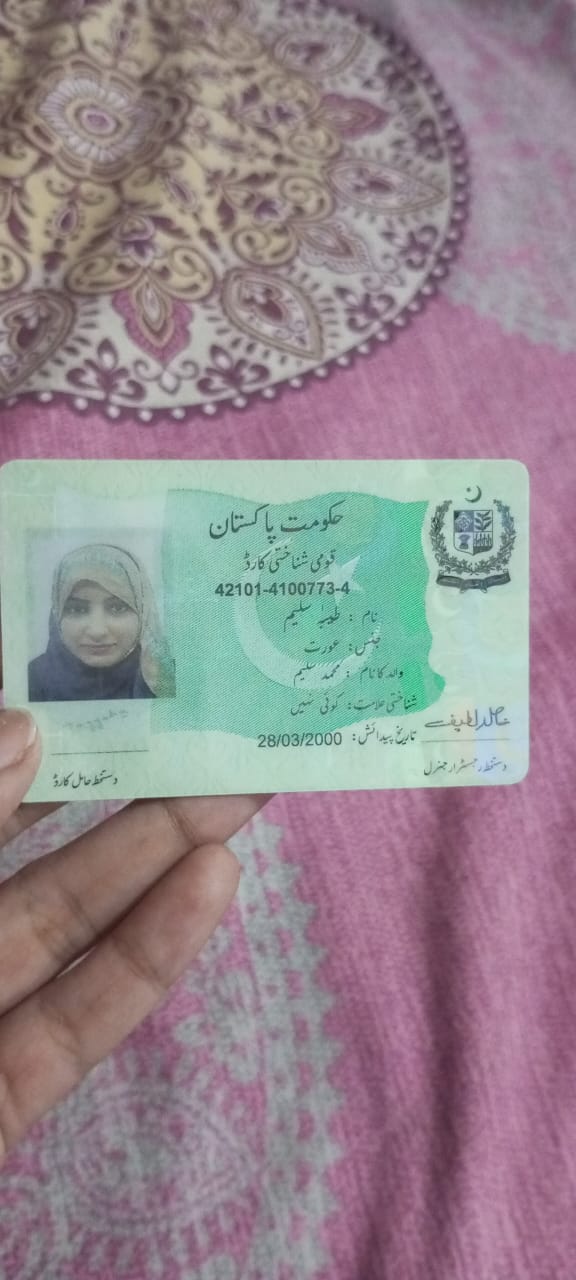 حکومت پاکستان
قومی شناختی کارڈ
42101-4100773-4
نام : طوبیہ سلیم
جنس: عورت
والد کا نام : محمد سلیم
شناختی علامت: کوئی نہیں
تاریخ پیدائش: 28/03/2000
دستخط حامل کارڈ
دستخط رجسٹرار جنرل